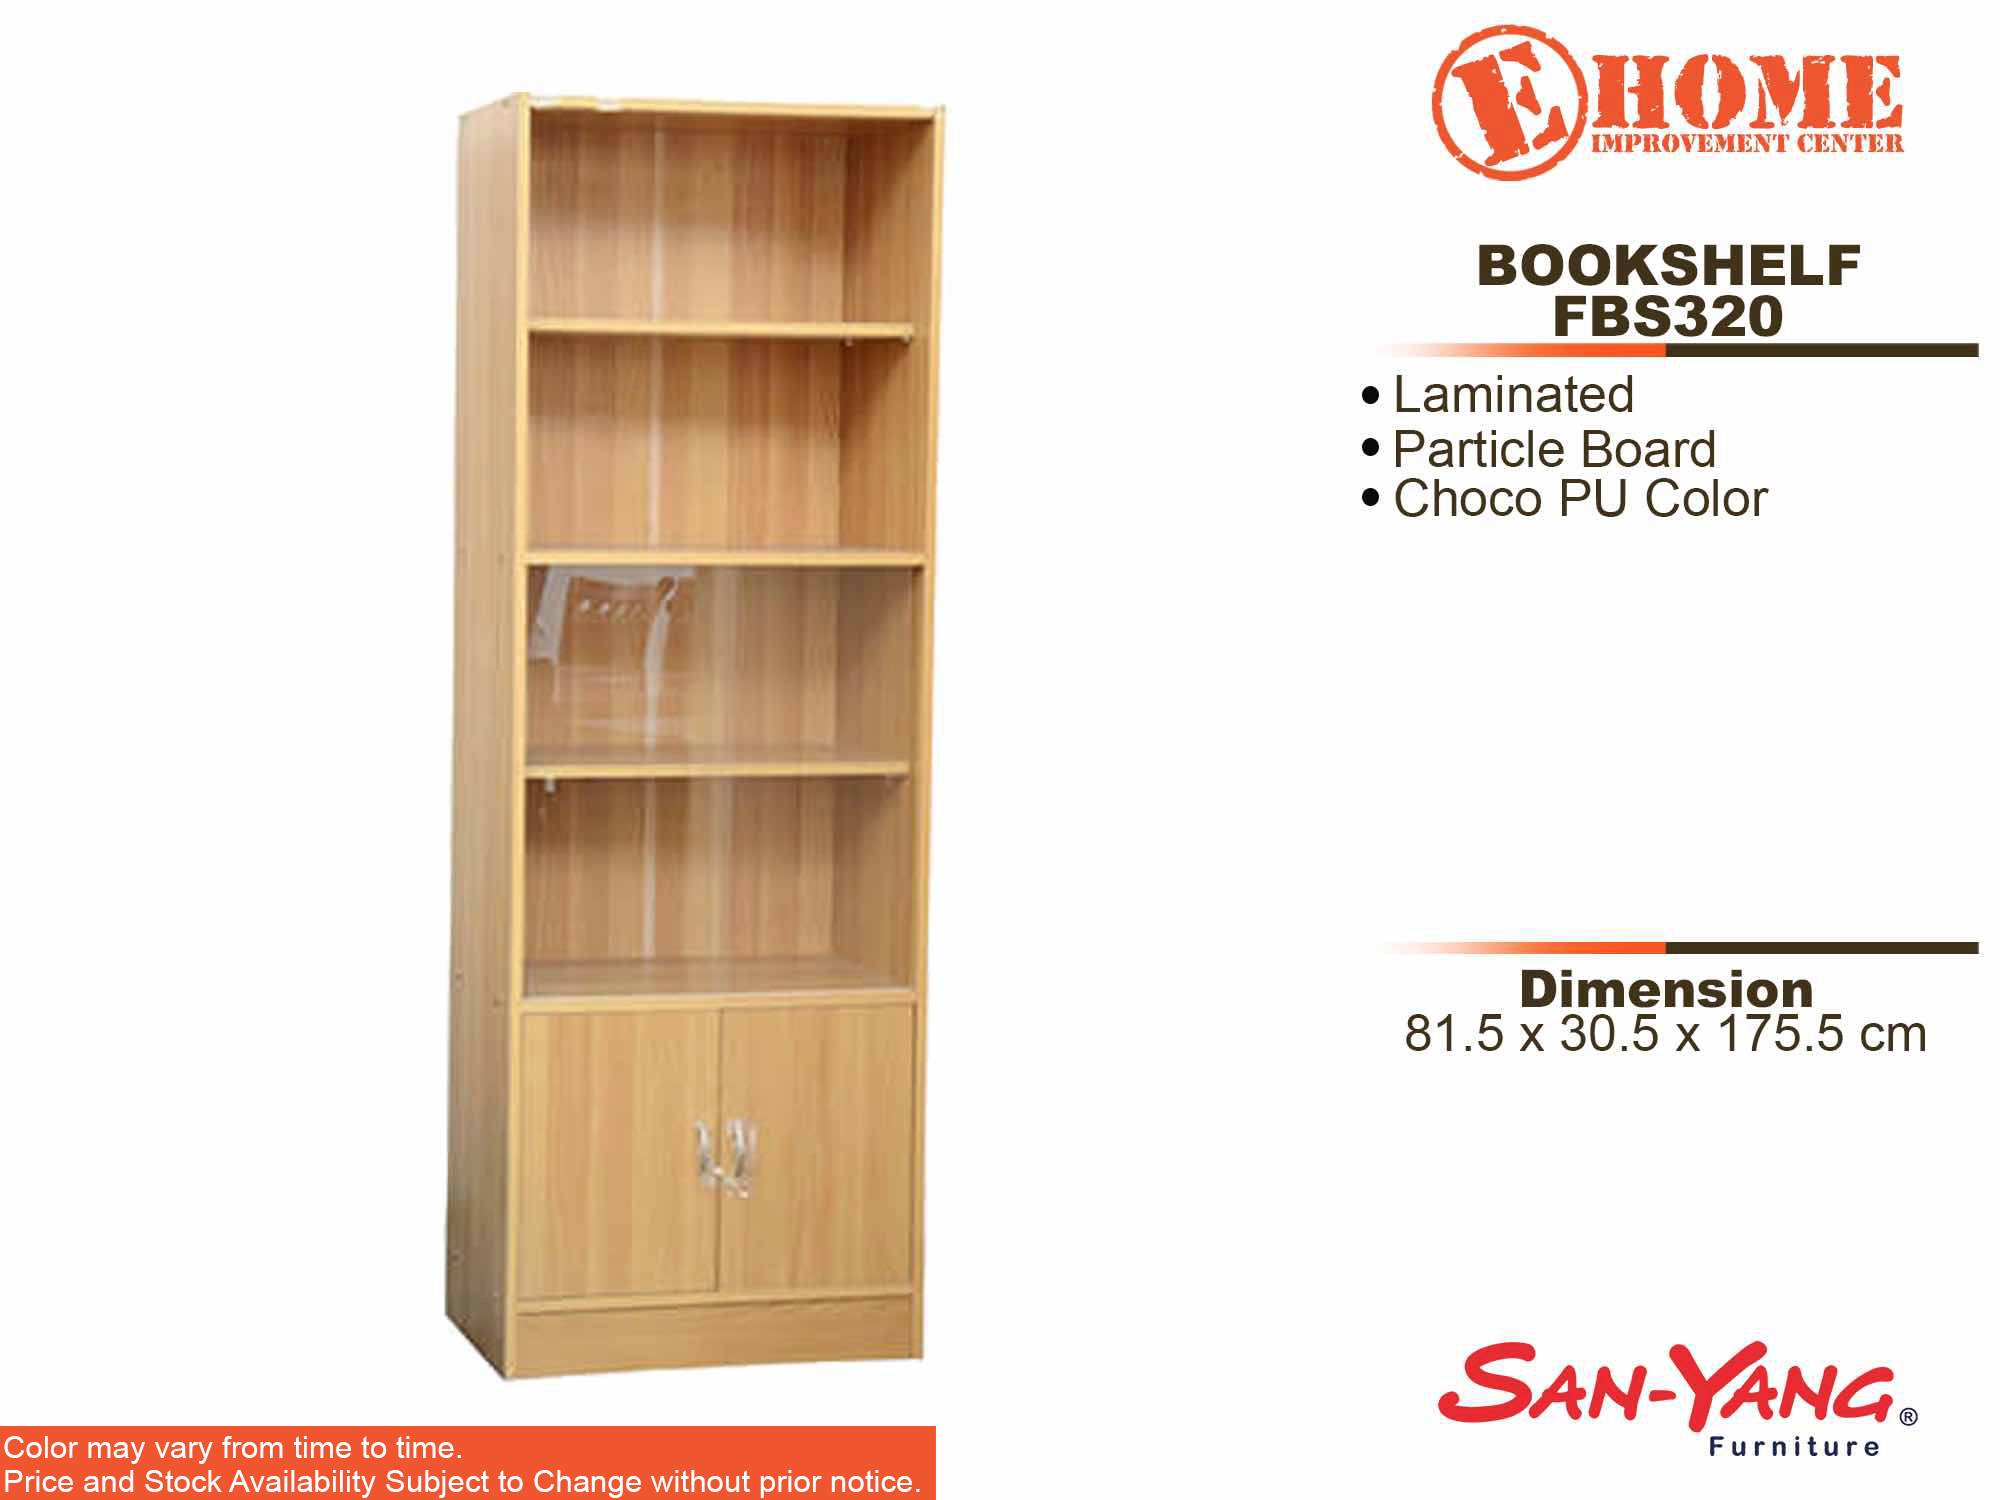 E HOME
IMPROVEMENT CENTER
BOOKSHELF
FBS320
• Laminated
• Particle Board
• Choco PU Color
Dimension
81.5 x 30.5 x 175.5 cm
SAN-YANG®
Furniture
Color may vary from time to time.
Price and Stock Availability Subject to Change without prior notice.